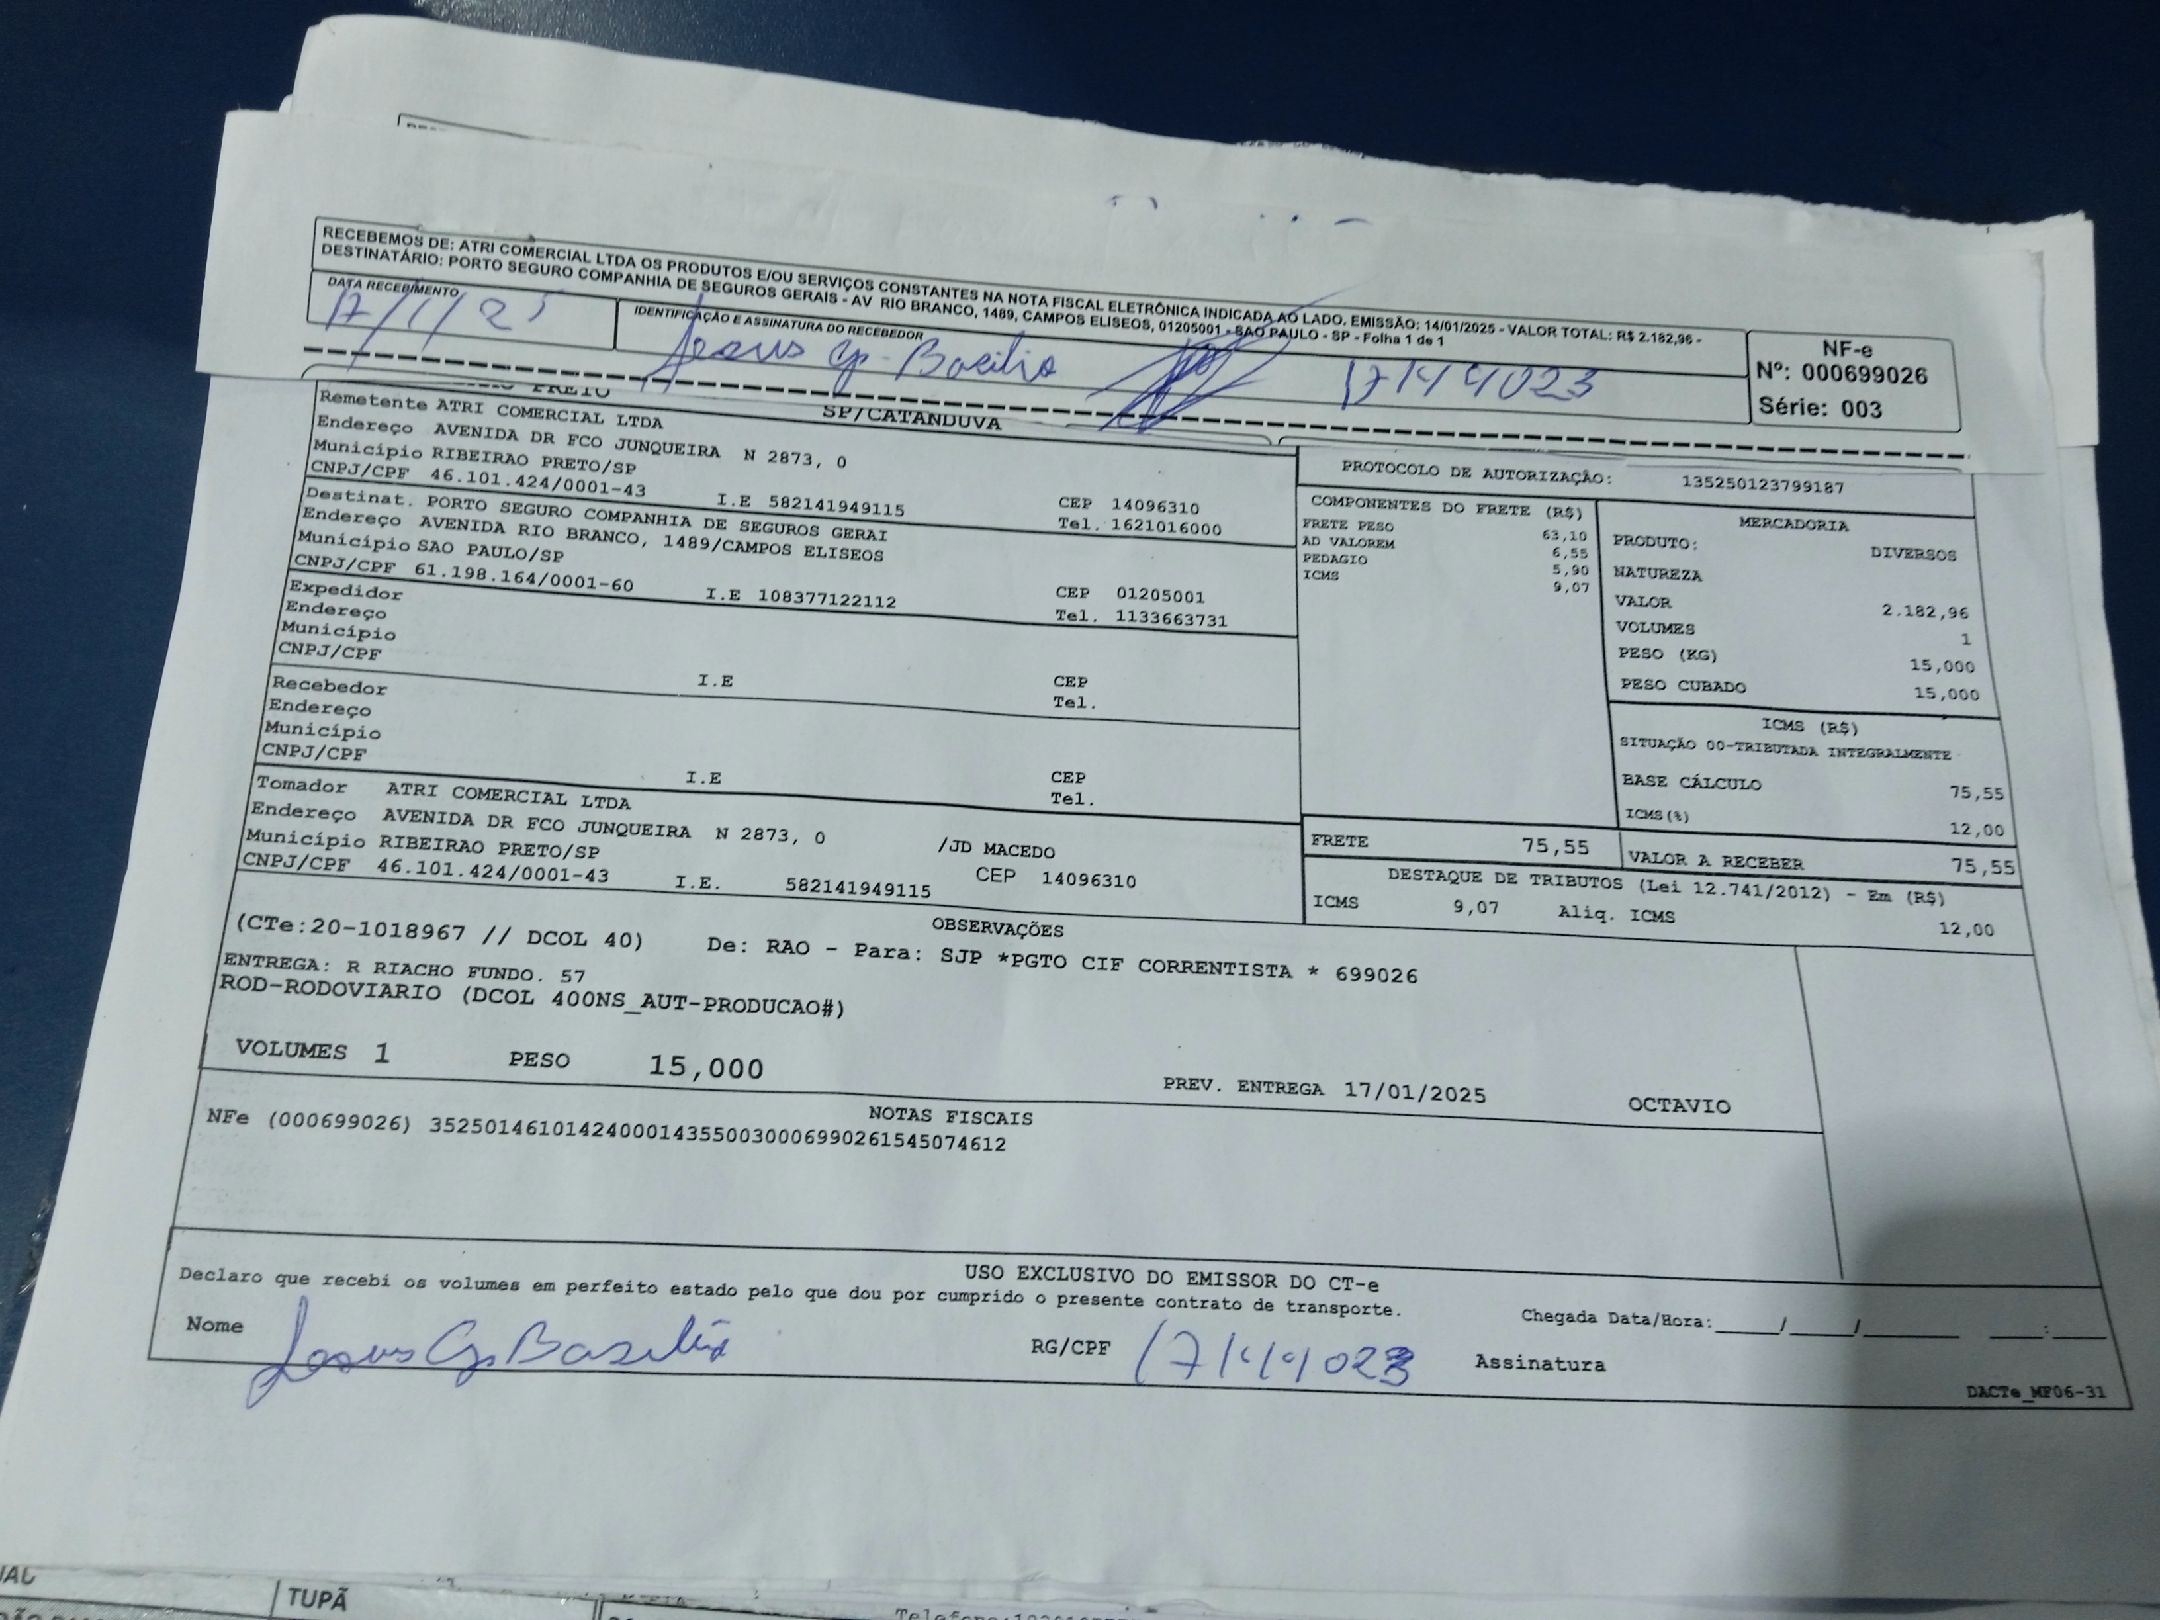 RECEBEMOS DE: ATRI COMERCIAL LTDA OS PRODUTOS E/OU SERVIÇOS CONSTANTES NA NOTA FISCAL ELETRÔNICA INDICADA AO LADO. EMISSÃO: 14/01/2025 - VALOR TOTAL: R$ 2.182,96 -
DESTINATÁRIO: PORTO SEGURO COMPANHIA DE SEGUROS GERAIS - AV RIO BRANCO, 1489, CAMPOS ELISEOS, 01205001 - SAO PAULO - SP - Folha 1 de 1
DATA RECEBIMENTO
17/1/25
IDENTIFICAÇÃO E ASSINATURA DO RECEBEDOR
Jesus Basilio
NF-e
Nº: 000699026
Série: 003
PRETO
SP/CATANDUVA
Remetente ATRI COMERCIAL LTDA
Endereço AVENIDA DR FCO JUNQUEIRA N 2873, 0
Município RIBEIRAO PRETO/SP CEP 14096310
CNPJ/CPF 46.101.424/0001-43 I.E 582141949115 Tel. 1621016000
Destinat. PORTO SEGURO COMPANHIA DE SEGUROS GERAI
Endereço AVENIDA RIO BRANCO, 1489/CAMPOS ELISEOS
Município SAO PAULO/SP CEP 01205001
CNPJ/CPF 61.198.164/0001-60 I.E 108377122112 Tel. 1133663731
Expedidor
Endereço
Município CEP
CNPJ/CPF I.E Tel.
Recebedor
Endereço
Município CEP
CNPJ/CPF I.E Tel.
Tomador ATRI COMERCIAL LTDA
Endereço AVENIDA DR FCO JUNQUEIRA N 2873, 0 /JD MACEDO
Município RIBEIRAO PRETO/SP CEP 14096310
CNPJ/CPF 46.101.424/0001-43 I.E. 582141949115
PROTOCOLO DE AUTORIZAÇÃO: 135250123799187
COMPONENTES DO FRETE (R$)
FRETE PESO 63,10
AD VALOREM 6,55
PEDAGIO 5,90
ICMS 9,07
MERCADORIA
PRODUTO: DIVERSOS
NATUREZA
VALOR 2.182,96
VOLUMES 1
PESO (KG) 15,000
PESO CUBADO 15,000
ICMS (R$)
SITUAÇÃO 00-TRIBUTADA INTEGRALMENTE
BASE CÁLCULO 75,55
ICMS(%) 12,00
FRETE 75,55 VALOR A RECEBER 75,55
DESTAQUE DE TRIBUTOS (Lei 12.741/2012) - Em (R$)
ICMS 9,07 Aliq. ICMS 12,00
OBSERVAÇÕES
(CTe:20-1018967 // DCOL 40) De: RAO - Para: SJP *PGTO CIF CORRENTISTA * 699026
ENTREGA: R RIACHO FUNDO. 57
ROD-RODOVIARIO (DCOL 400NS_AUT-PRODUCAO#)
VOLUMES 1 PESO 15,000 PREV. ENTREGA 17/01/2025 OCTAVIO
NOTAS FISCAIS
NFe (000699026) 35250146101424000143550030006990261545074612
USO EXCLUSIVO DO EMISSOR DO CT-e
Declaro que recebi os volumes em perfeito estado pelo que dou por cumprido o presente contrato de transporte.
Chegada Data/Hora:____/____/______ ____:____
Nome Jesus Basilio RG/CPF
Assinatura
DACTe_MF06-31
TUPÃ